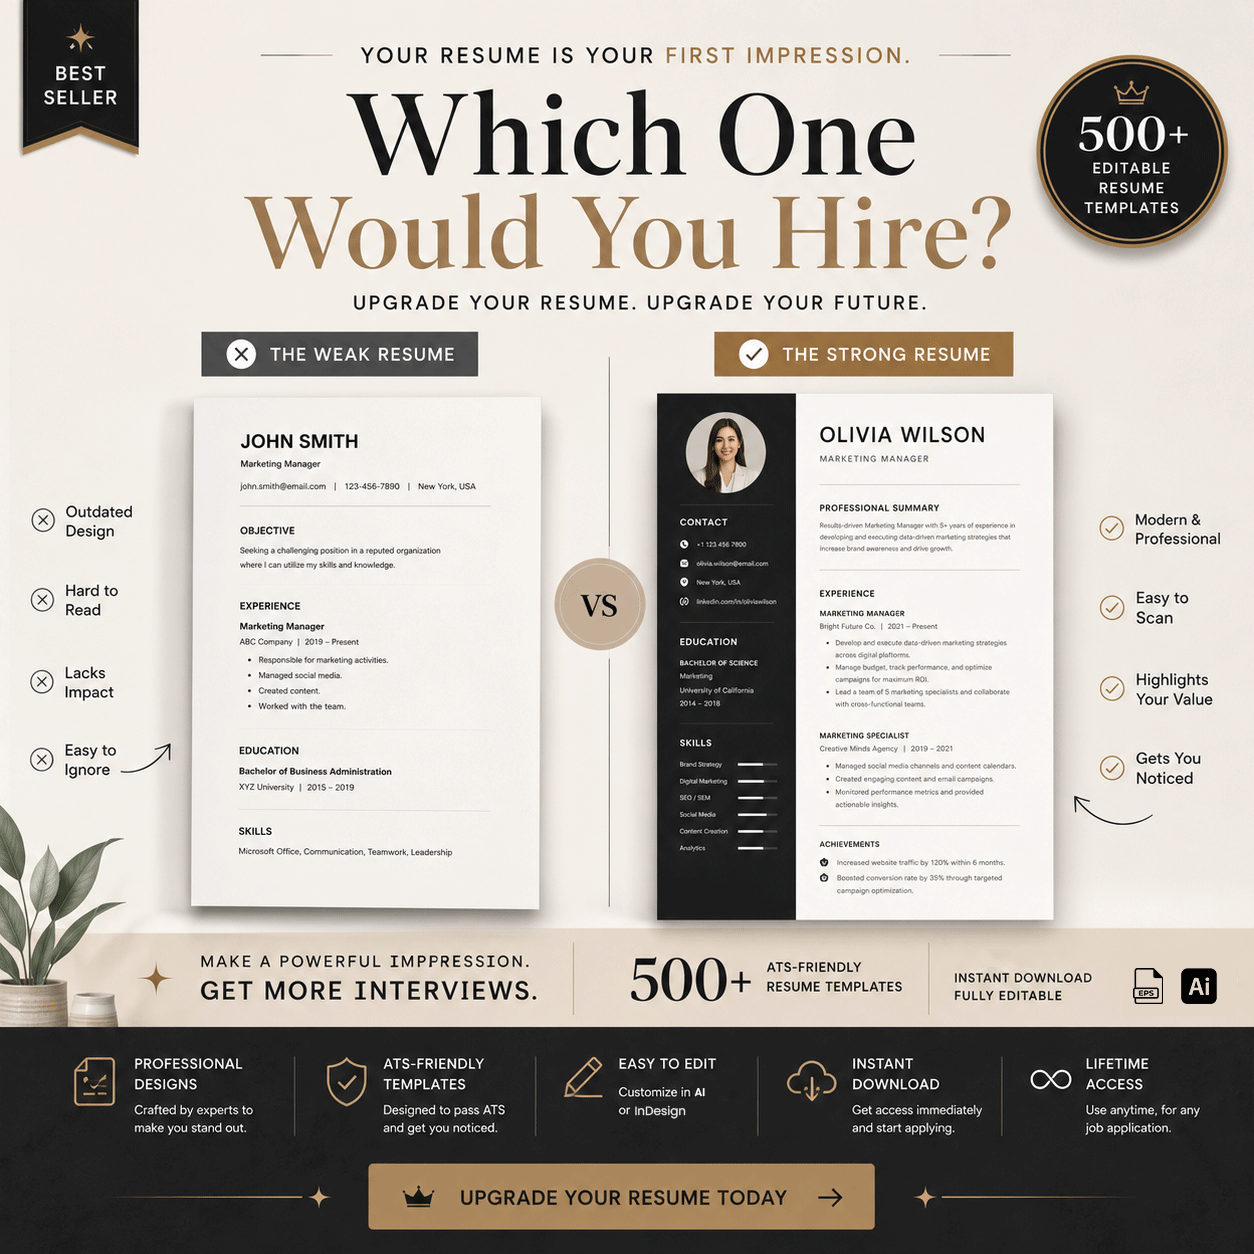 BEST
SELLER
YOUR RESUME IS YOUR FIRST IMPRESSION.
Which One
Would You Hire?
UPGRADE YOUR RESUME. UPGRADE YOUR FUTURE.
500+
EDITABLE
RESUME
TEMPLATES
THE WEAK RESUME
Outdated
Design
Hard to
Read
Lacks
Impact
Easy to
Ignore
JOHN SMITH
Marketing Manager
john.smith@email.com | 123-456-7890 | New York, USA
OBJECTIVE
Seeking a challenging position in a reputed organization
where I can utilize my skills and knowledge.
EXPERIENCE
Marketing Manager
ABC Company | 2019 – Present
• Responsible for marketing activities.
• Managed social media.
• Created content.
• Worked with the team.
EDUCATION
Bachelor of Business Administration
XYZ University | 2015 – 2019
SKILLS
Microsoft Office, Communication, Teamwork, Leadership
VS
THE STRONG RESUME
CONTACT
+1 123 456 7890
olivia.wilson@email.com
New York, USA
linkedin.com/in/oliviawilson
EDUCATION
BACHELOR OF SCIENCE
Marketing
University of California
2014 – 2018
SKILLS
Brand Strategy
Digital Marketing
SEO / SEM
Social Media
Content Creation
Analytics
OLIVIA WILSON
MARKETING MANAGER
PROFESSIONAL SUMMARY
Results-driven Marketing Manager with 5+ years of experience in
developing and executing data-driven marketing strategies that
increase brand awareness and drive growth.
EXPERIENCE
MARKETING MANAGER
Bright Future Co. | 2021 – Present
• Develop and execute data-driven marketing strategies
across digital platforms.
• Manage budget, track performance, and optimize
campaigns for maximum ROI.
• Lead a team of 5 marketing specialists and collaborate
with cross-functional teams.
MARKETING SPECIALIST
Creative Minds Agency | 2019 – 2021
• Managed social media channels and content calendars.
• Created engaging content and email campaigns.
• Monitored performance metrics and provided
actionable insights.
ACHIEVEMENTS
Increased website traffic by 120% within 6 months.
Boosted conversion rate by 35% through targeted
campaign optimization.
Modern &
Professional
Easy to
Scan
Highlights
Your Value
Gets You
Noticed
MAKE A POWERFUL IMPPRESSION.
GET MORE INTERVIEWS.
500+
ATS-FRIENDLY
RESUME TEMPLATES
INSTANT DOWNLOAD
FULLY EDITABLE
EPS
Ai
PROFESSIONAL
DESIGNS
Crafted by experts to
make you stand out.
ATS-FRIENDLY
TEMPLATES
Designed to pass ATS
and get you noticed.
EASY TO EDIT
Customize in AI
or InDesign
INSTANT
DOWNLOAD
Get access immediately
and start applying.
LIFETIME
ACCESS
Use anytime, for any
job application.
UPGRADE YOUR RESUME TODAY